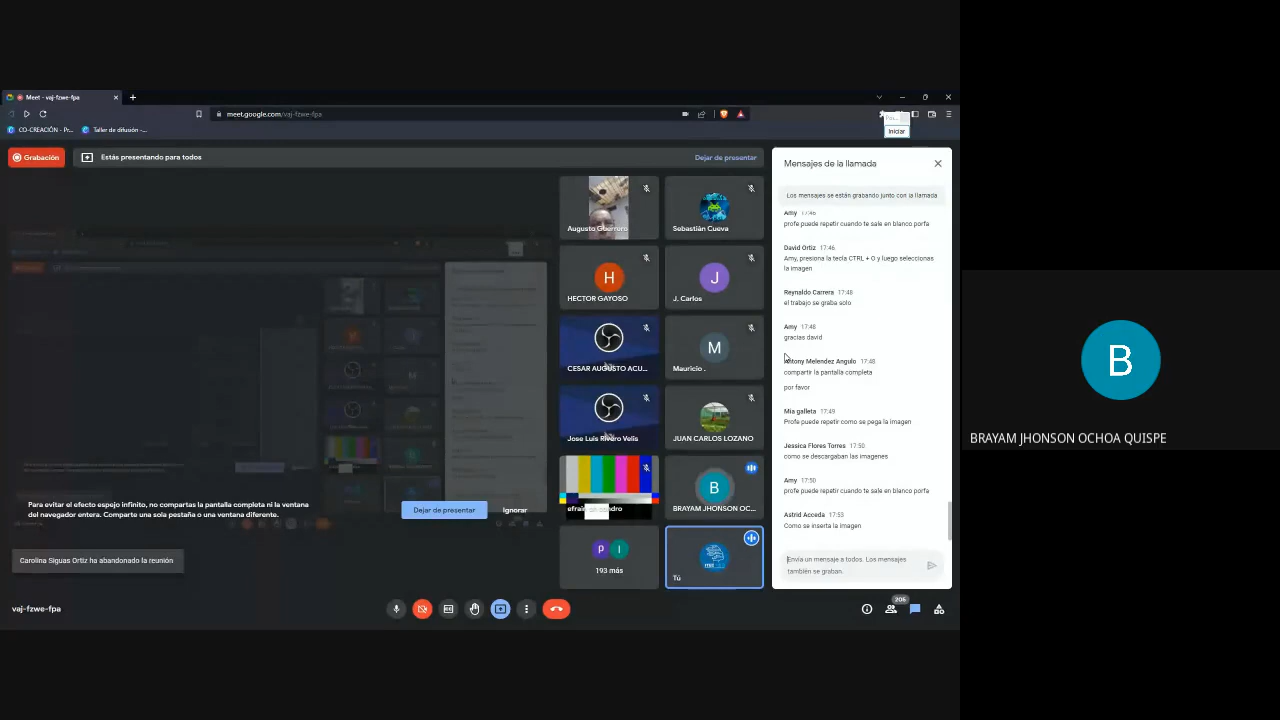 Meet - vaj-fzwe-fpa
meet.google.com/vaj-fzwe-fpa
CO-CREACIÓN - Pr...
Taller de difusión -...
Iniciar
Grabación
Estás presentando para todos
Dejar de presentar
Mensajes de la llamada
Los mensajes se están grabando junto con la llamada
Amy 17:46
profe puede repetir cuando te sale en blanco porfa
David Ortiz 17:46
Amy, presiona la tecla CTRL + O y luego seleccionas
la imagen
Reynaldo Carrera 17:48
el trabajo se graba solo
Amy 17:48
gracias david
Antony Melendez Angulo 17:48
compartir la pantalla completa
por favor
Mia galleta 17:49
Profe puede repetir como se pega la imagen
Jessica Flores Torres 17:50
como se descargaban las imagenes
Amy 17:50
profe puede repetir cuando te sale en blanco porfa
Astrid Acceda 17:53
Como se inserta la imagen
Envía un mensaje a todos. Los mensajes
también se graban.
Augusto Guerrero
Sebastián Cueva
H
HECTOR GAYOSO
J
J. Carlos
CESAR AUGUSTO ACU...
M
Mauricio .
Jose Luis Rivero Velis
JUAN CARLOS LOZANO
efrain
B
BRAYAM JHONSON OC...
P I
193 más
Tú
Para evitar el efecto espejo infinito, no compartas la pantalla completa ni la ventana
del navegador entera. Comparte una sola pestaña o una ventana diferente.
Dejar de presentar
Ignorar
Carolina Siguas Ortiz ha abandonado la reunión
vaj-fzwe-fpa
205
B
BRAYAM JHONSON OCHOA QUISPE